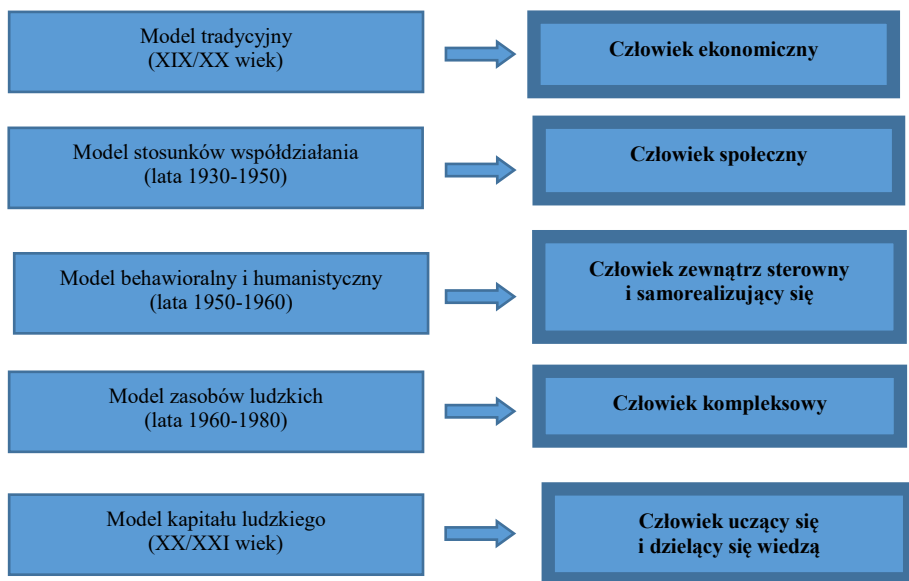 Model tradycyjny
(XIX/XX wiek)
Człowiek ekonomiczny
Model stosunków współdziałania
(lata 1930-1950)
Człowiek społeczny
Model behawioralny i humanistyczny
(lata 1950-1960)
Człowiek zewnątrz sterowny
i samorealizujący się
Model zasobów ludzkich
(lata 1960-1980)
Człowiek kompleksowy
Model kapitału ludzkiego
(XX/XXI wiek)
Człowiek uczący się
i dzielący się wiedzą